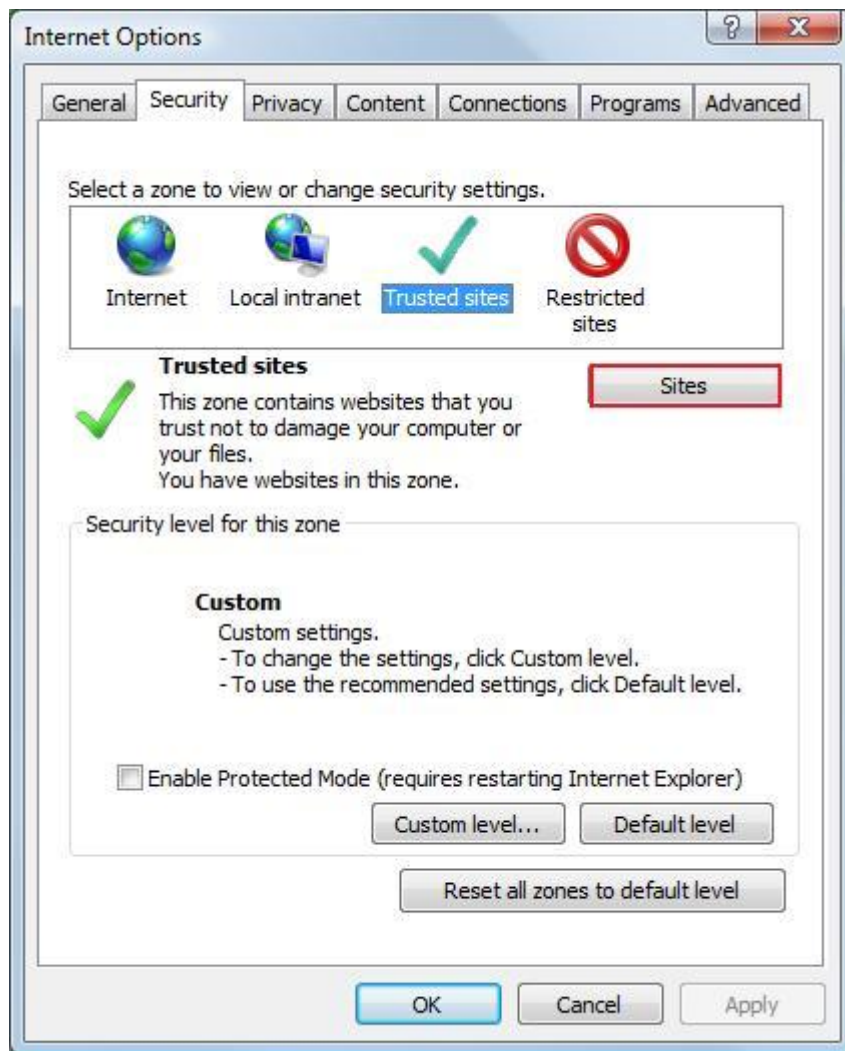 Internet Options
General Security Privacy Content Connections Programs Advanced
Select a zone to view or change security settings.
Internet Local intranet Trusted sites Restricted
sites
Trusted sites
Sites
This zone contains websites that you
trust not to damage your computer or
your files.
You have websites in this zone.
Security level for this zone
Custom
Custom settings.
- To change the settings, click Custom level.
- To use the recommended settings, click Default level.
Enable Protected Mode (requires restarting Internet Explorer)
Custom level... Default level
Reset all zones to default level
OK Cancel Apply